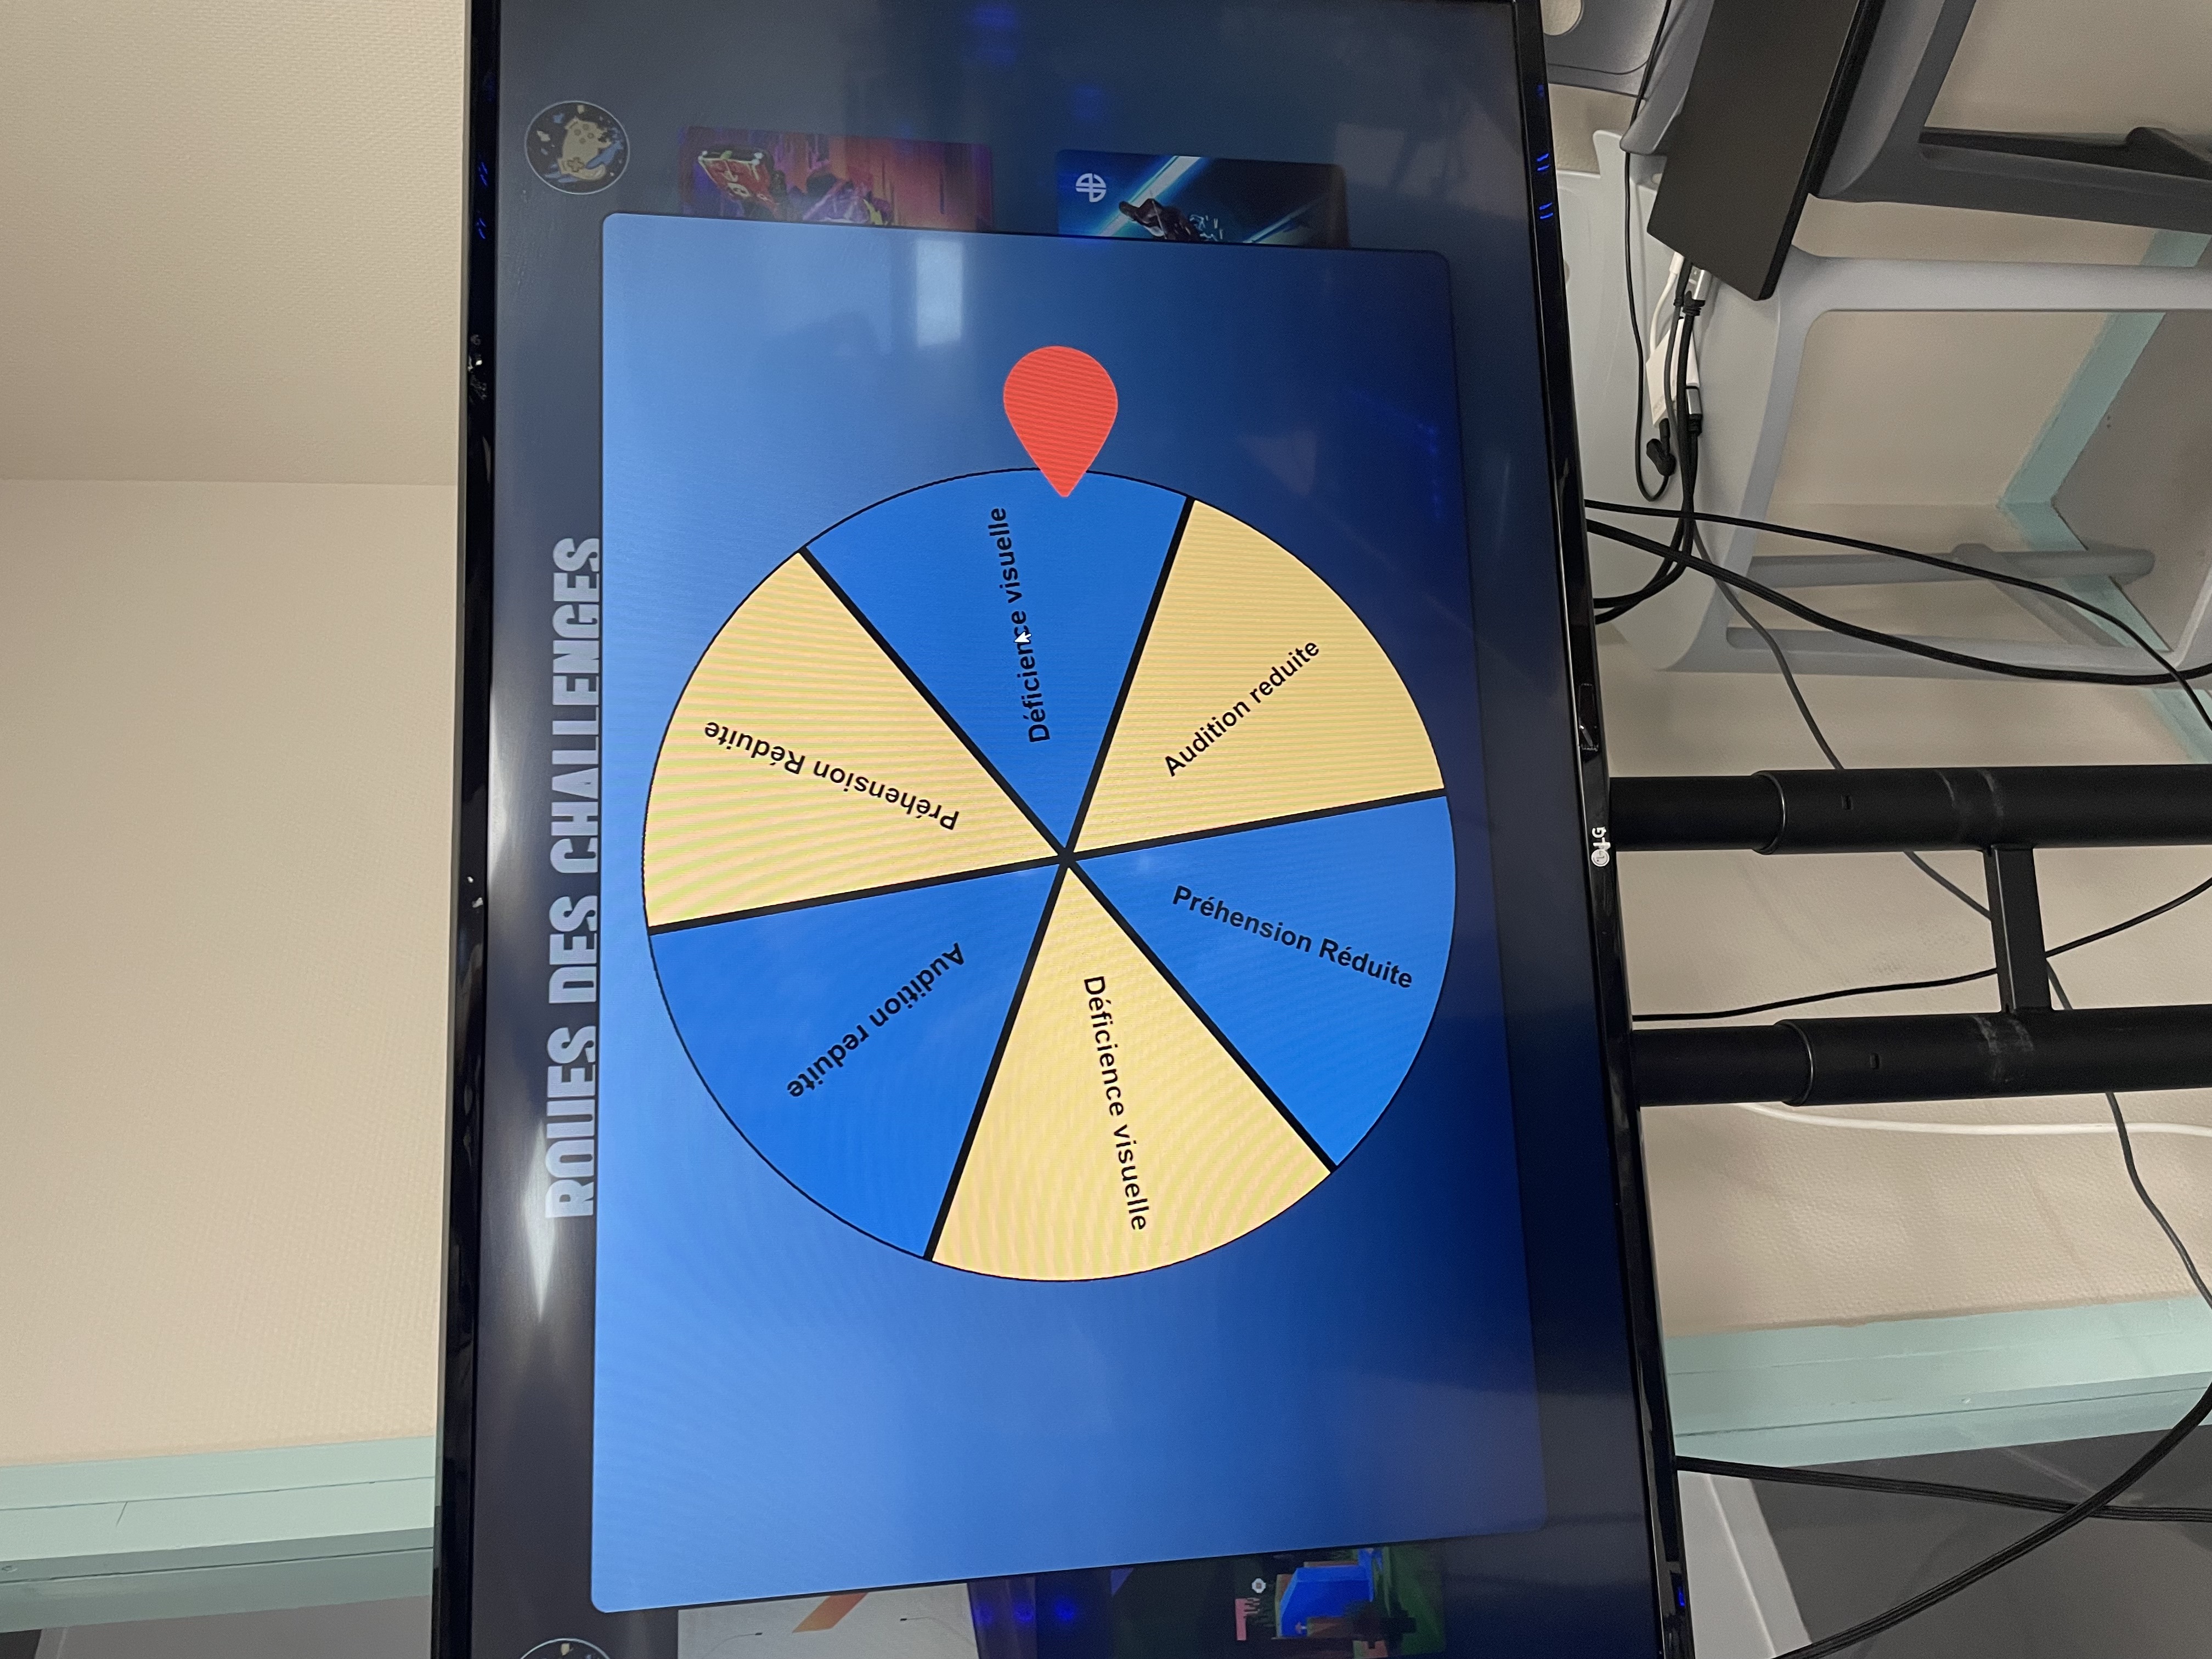 ROUES DES CHALLENGES
Préhension Réduite
Audition reduite
Déficience visuelle
Déficience visuelle
Audition reduite
Préhension Réduite
LG